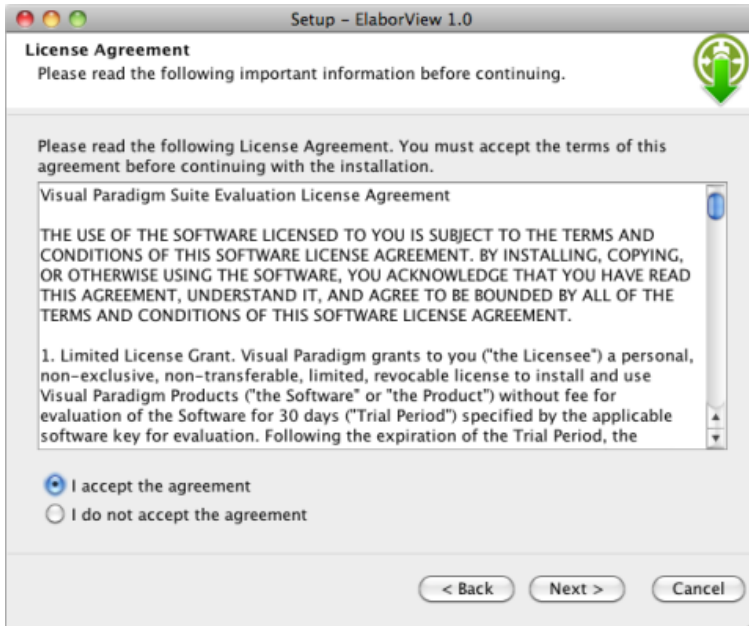 Setup – ElaborView 1.0
License Agreement
Please read the following important information before continuing.
Please read the following License Agreement. You must accept the terms of this
agreement before continuing with the installation.
Visual Paradigm Suite Evaluation License Agreement
THE USE OF THE SOFTWARE LICENSED TO YOU IS SUBJECT TO THE TERMS AND
CONDITIONS OF THIS SOFTWARE LICENSE AGREEMENT. BY INSTALLING, COPYING,
OR OTHERWISE USING THE SOFTWARE, YOU ACKNOWLEDGE THAT YOU HAVE READ
THIS AGREEMENT, UNDERSTAND IT, AND AGREE TO BE BOUNDED BY ALL OF THE
TERMS AND CONDITIONS OF THIS SOFTWARE LICENSE AGREEMENT.
1. Limited License Grant. Visual Paradigm grants to you ("the Licensee") a personal,
non-exclusive, non-transferable, limited, revocable license to install and use
Visual Paradigm Products ("the Software" or "the Product") without fee for
evaluation of the Software for 30 days ("Trial Period") specified by the applicable
software key for evaluation. Following the expiration of the Trial Period, the
I accept the agreement
I do not accept the agreement
< Back Next > Cancel